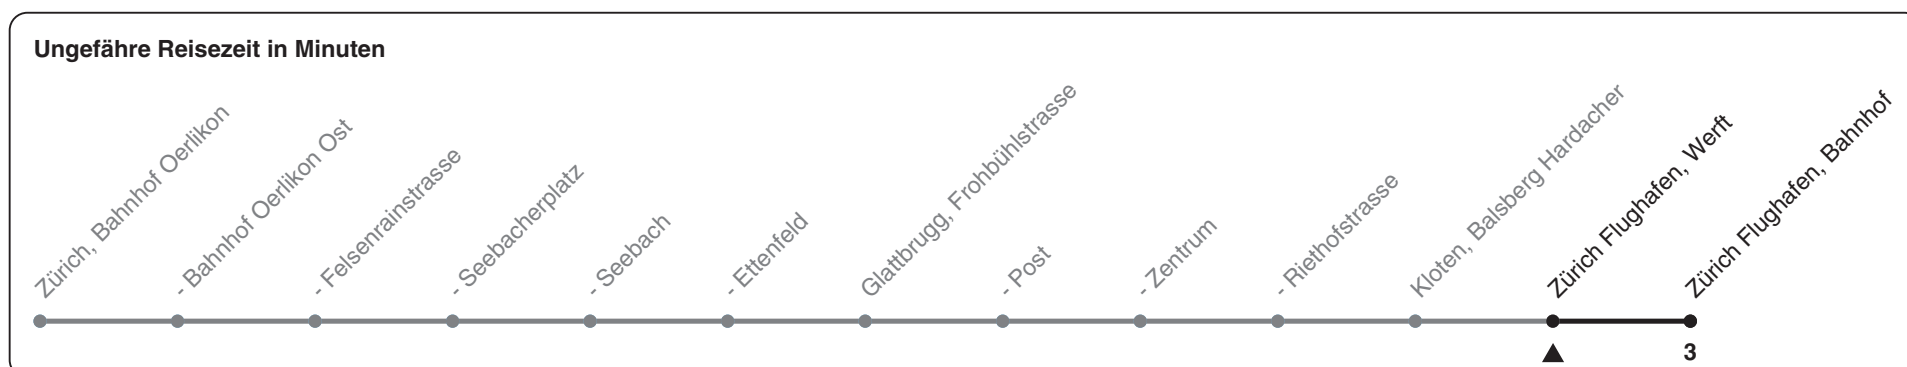 Ungefähre Reisezeit in Minuten
Zürich, Bahnhof Oerlikon
- Bahnhof Oerlikon Ost
- Felsenrainstrasse
- Seebacherplatz
- Seebach
- Ettenfeld
Glattbrugg, Frohbühlstrasse
- Post
- Zentrum
- Riethofstrasse
Kloten, Balsberg Hardacher
Zürich Flughafen, Werft
Zürich Flughafen, Bahnhof
3